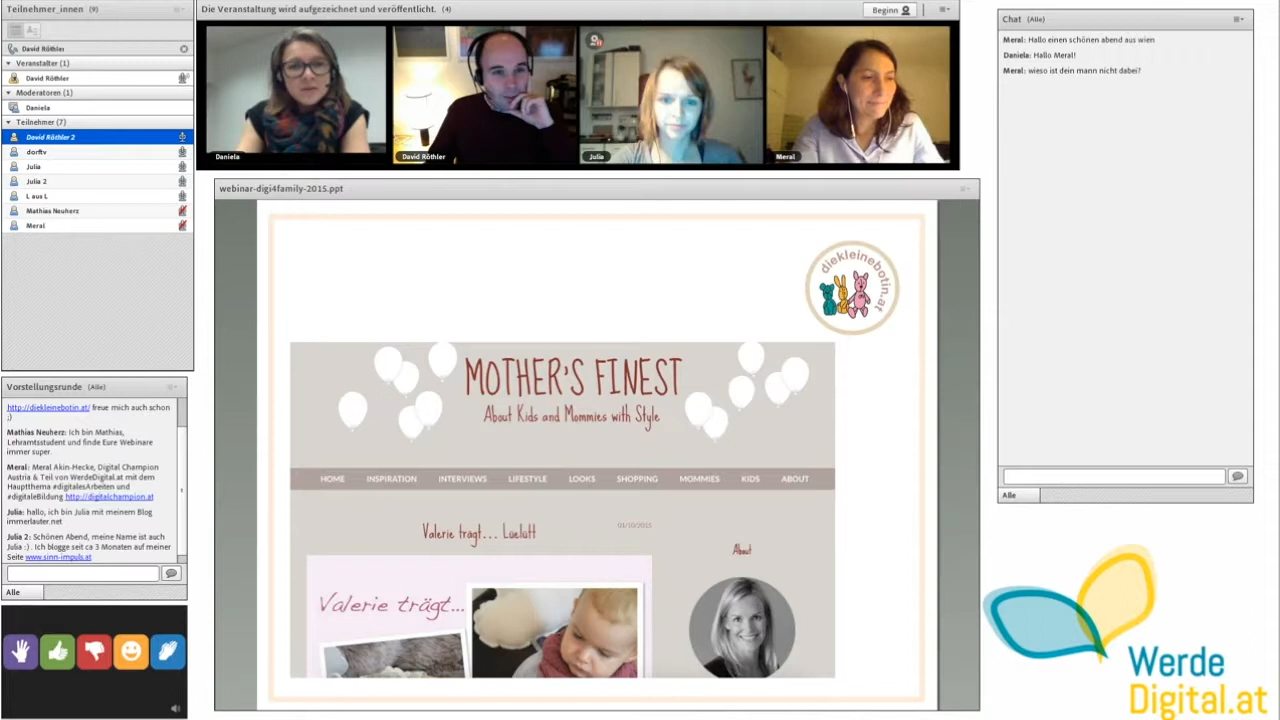 Teilnehmer_innen (9)
David Röthler
Veranstalter (1)
David Röthler
Moderatoren (1)
Daniela
Teilnehmer (7)
David Röthler 2
dorftv
Julia
Julia 2
L aus L
Mathias Neuherz
Meral
Vorstellungsrunde (Alle)
http://diekleinebotin.at/ freue mich auch schon
;)
Mathias Neuherz: Ich bin Mathias,
Lehramtsstudent und finde Eure Webinare
immer super.
Meral: Meral Akin-Hecke, Digital Champion
Austria & Teil von WerdeDigital.at mit dem
Hauptthema #digitalesArbeiten und
#digitaleBildung http://digitalchampion.at
Julia: hallo, ich bin Julia mit meinem Blog
immerlauter.net
Julia 2: Schönen Abend, meine Name ist auch
Julia :) . Ich blogge seit ca 3 Monaten auf meiner
Seite www.sinn-impuls.at
Alle
Die Veranstaltung wird aufgezeichnet und veröffentlicht. (4)
Beginn
Daniela
David Röthler
Julia
Meral
webinar-digi4family-2015.ppt
diekleinebotin.at
MOTHER'S FINEST
About Kids and Mommies with Style
HOME INSPIRATION INTERVIEWS LIFESTYLE LOOKS SHOPPING MOMMIES KIDS ABOUT
01/10/2015
Valerie trägt... Luelott
About
Valerie trägt...
Chat (Alle)
Meral: Hallo einen schönen abend aus wien
Daniela: Hallo Meral!
Meral: wieso ist dein mann nicht dabei?
Alle
Werde
Digital.at